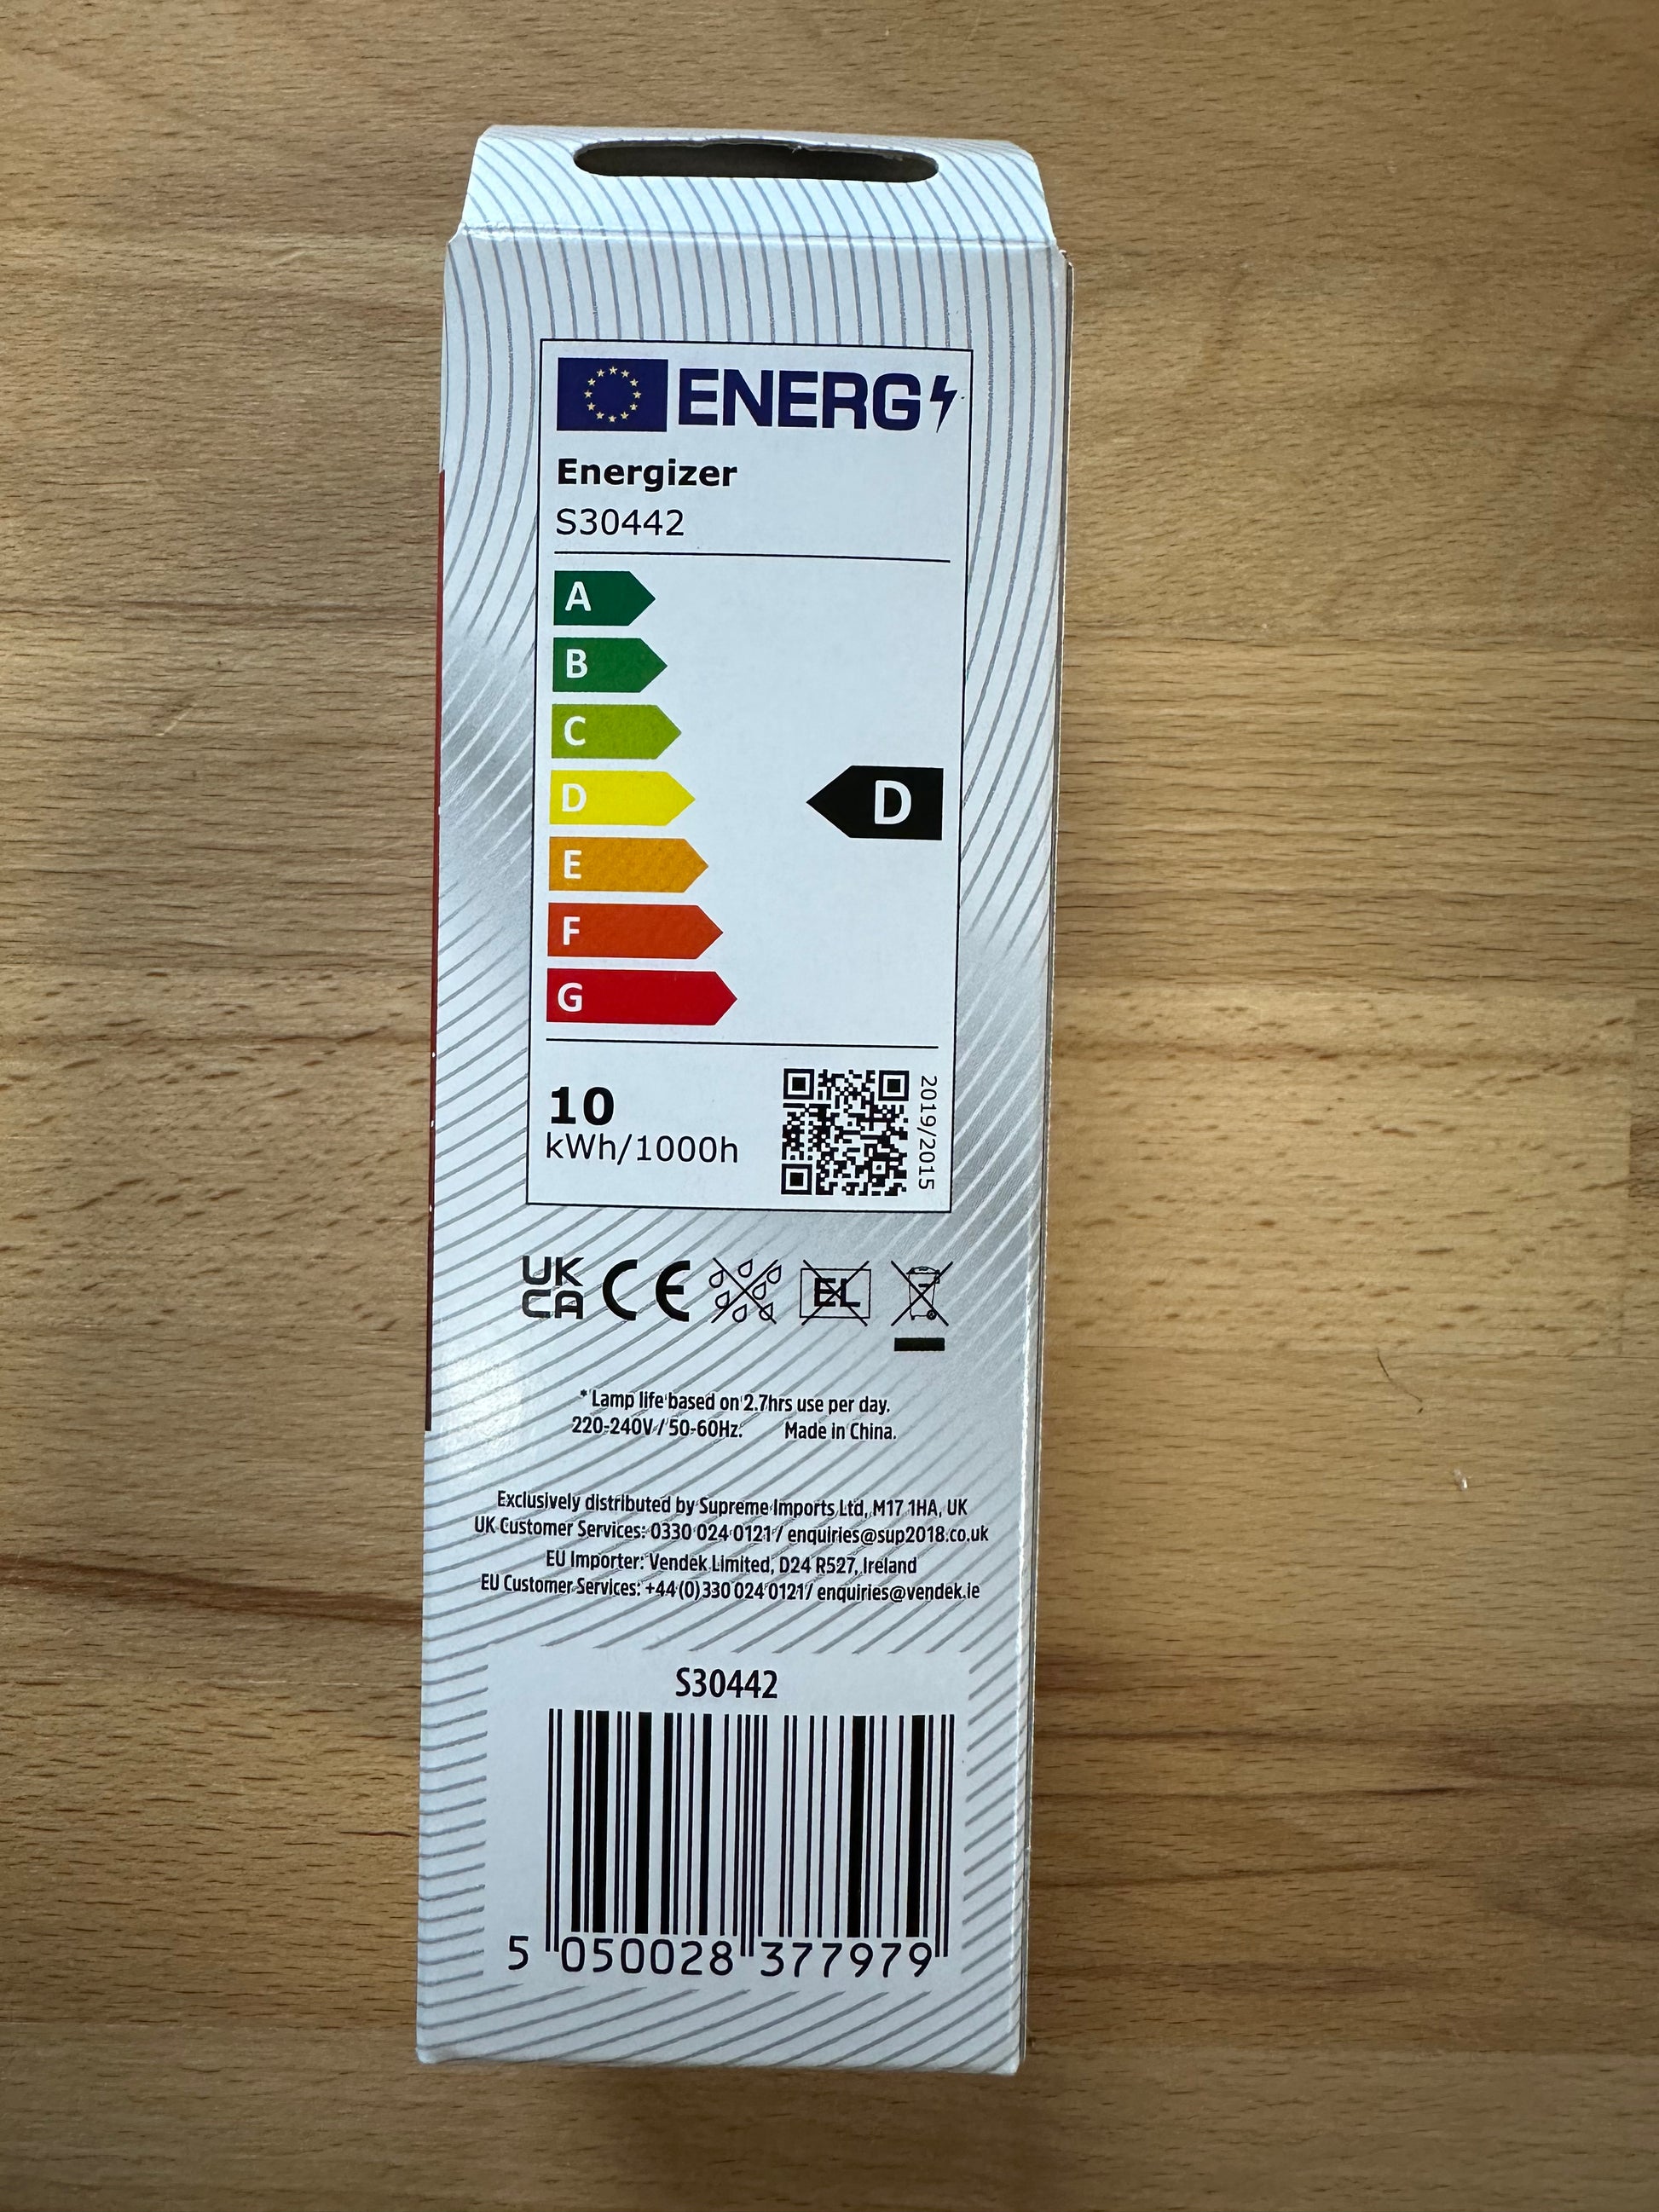 ENERG
Energizer
S30442
A
B
C
D
D
E
F
G
10
kWh/1000h
2019/2015
UK
CA
CE
EL
* Lamp life based on 2.7hrs use per day.
220-240V / 50-60Hz. Made in China.
Exclusively distributed by Supreme Imports Ltd, M17 1HA, UK
UK Customer Services: 0330 024 0121 / enquiries@sup2018.co.uk
EU Importer: Vendek Limited, D24 R527, Ireland
EU Customer Services: +44 (0) 330 024 0121/ enquiries@vendek.ie
S30442
5 050028 377979